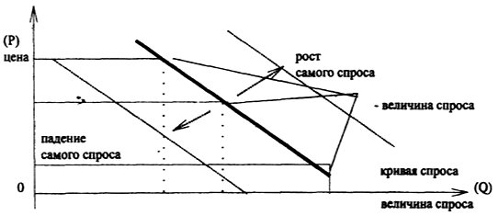 (P)
цена
рост
самого спроса
- величина спроса
падение
самого спроса
кривая спроса
0
(Q)
величина спроса